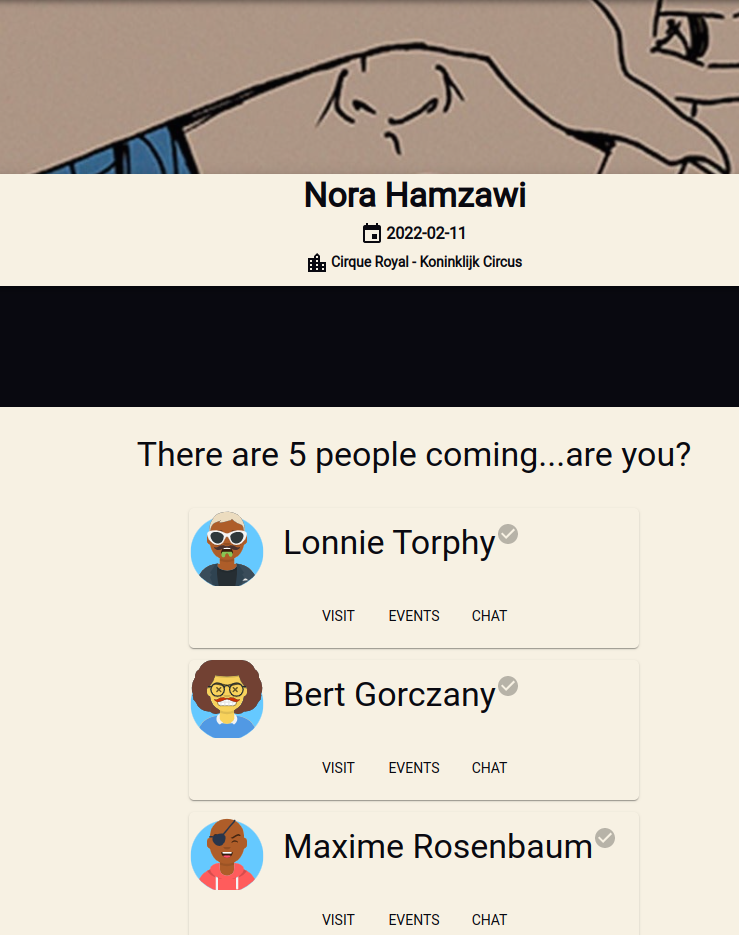 Nora Hamzawi
2022-02-11
Cirque Royal - Koninklijk Circus
There are 5 people coming...are you?
Lonnie Torphy
VISIT EVENTS CHAT
Bert Gorczany
VISIT EVENTS CHAT
Maxime Rosenbaum
VISIT EVENTS CHAT